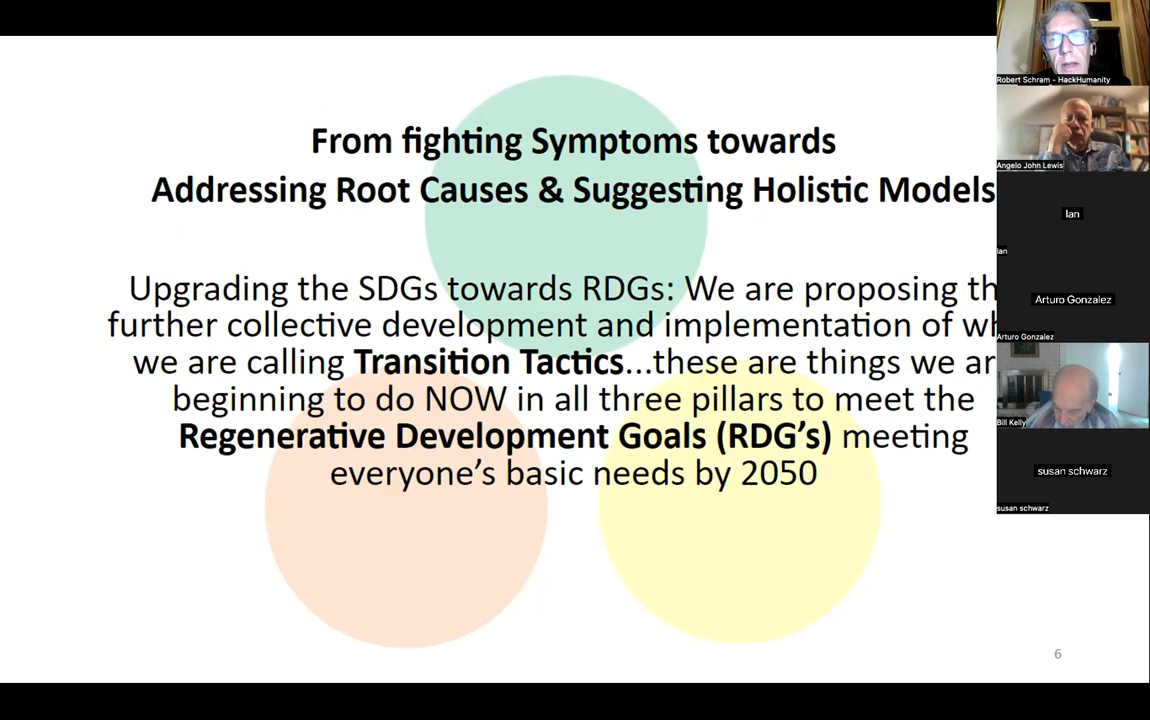 From fighting Symptoms towards
Addressing Root Causes & Suggesting Holistic Models
Upgrading the SDGs towards RDGs: We are proposing th
further collective development and implementation of wh
we are calling Transition Tactics...these are things we ar
beginning to do NOW in all three pillars to meet the
Regenerative Development Goals (RDG’s) meeting
everyone’s basic needs by 2050
6
Robert Schram - HackHumanity
Angelo John Lewis
Ian
Ian
Arturo Gonzalez
Arturo Gonzalez
Bill Kelly
susan schwarz
susan schwarz